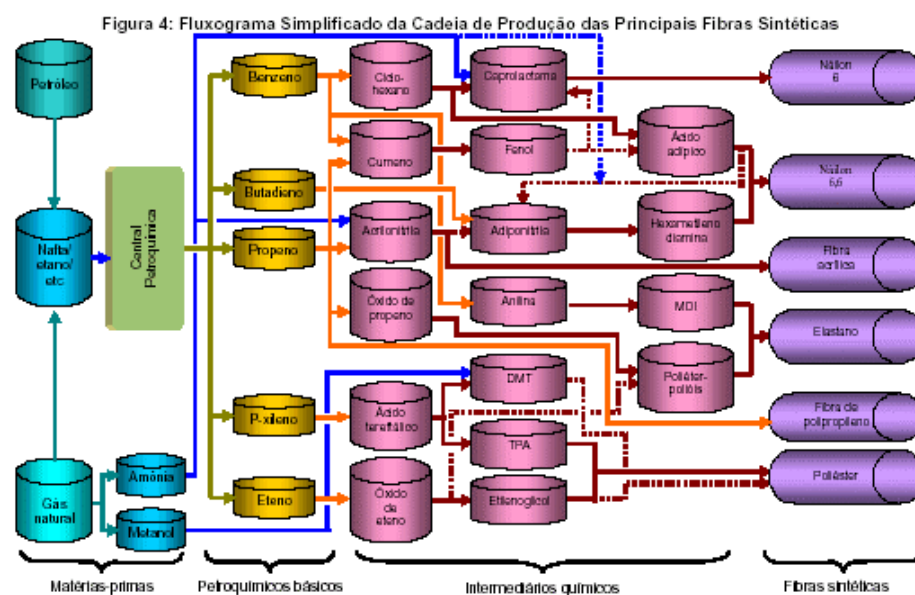 Figura 4: Fluxograma Simplificado da Cadeia de Produção das Principais Fibras Sintéticas
Petróleo
Nafta/
etano/
etc
Gás
natural
Amônia
Metanol
Central
Petroquímica
Benzeno
Butadieno
Propeno
P-xileno
Eteno
Ciclo-
hexano
Cumeno
Acrilonitrila
Óxido de
propeno
Ácido
tereftálico
Óxido
de
eteno
Caprolactama
Fenol
Adiponitrila
Anilina
DMT
TPA
Etilenoglicol
Ácido
adípico
Hexametileno
diamina
MDI
Poliéter-
polióis
Náilon
6
Náilon
6,6
Fibra
acrílica
Elastano
Fibra de
polipropileno
Poliéster
Matérias-primas
Petroquímicos básicos
Intermediários químicos
Fibras sintéticas